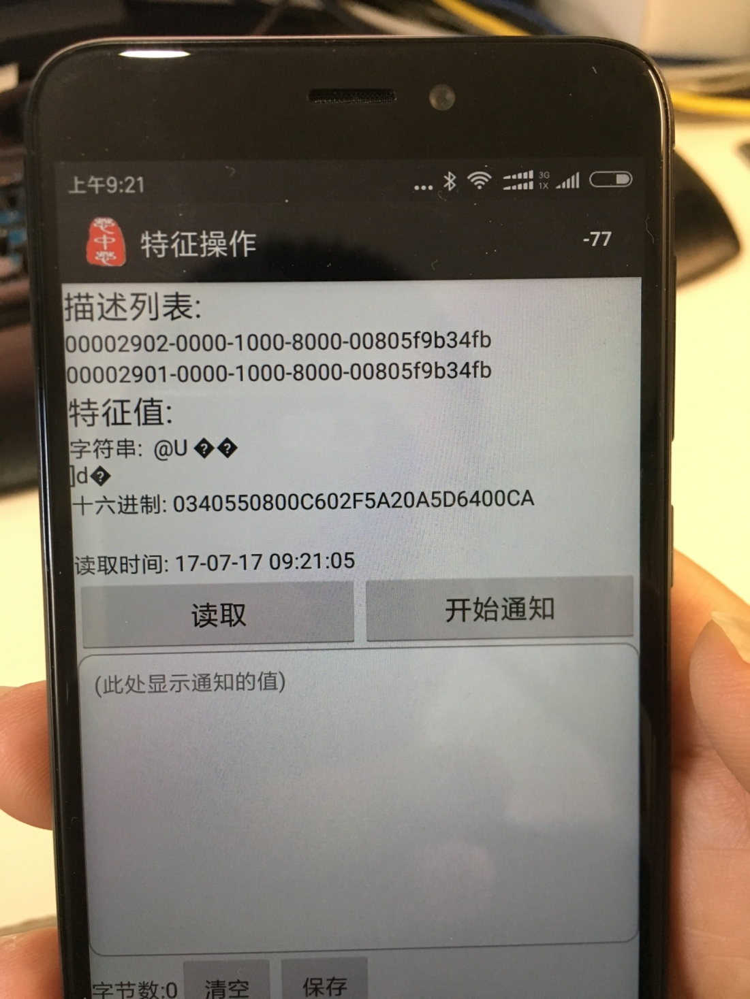 上午9:21
3G
1X
特征操作
-77
描述列表:
00002902-0000-1000-8000-00805f9b34fb
00002901-0000-1000-8000-00805f9b34fb
特征值:
字符串: @U ��
]d�
十六进制: 0340550800C602F5A20A5D6400CA
读取时间: 17-07-17 09:21:05
读取
开始通知
(此处显示通知的值)
字节数:0
清空
保存